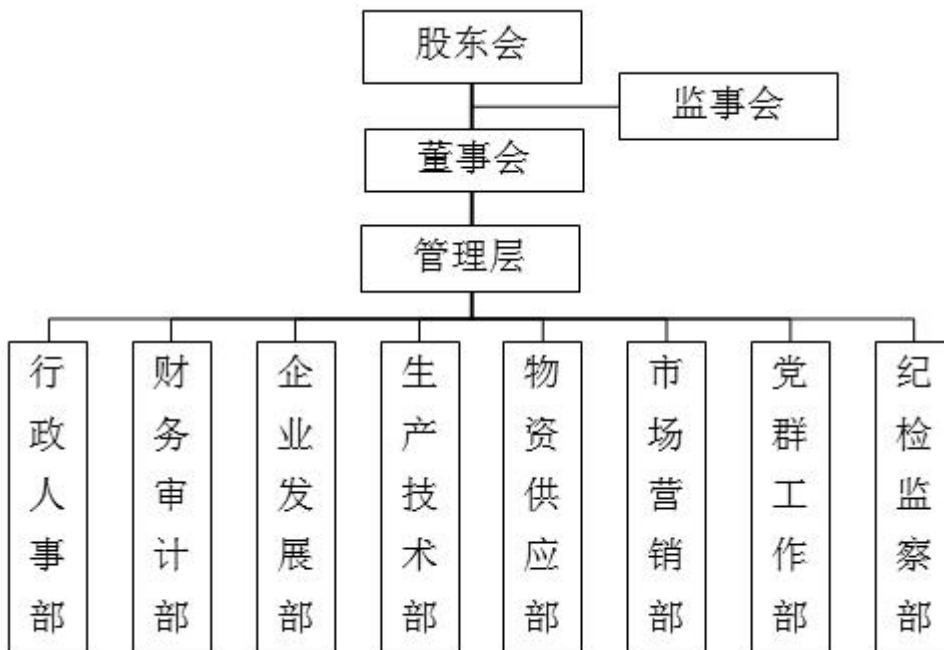 股东会
监事会
董事会
管理层
行政人事部
财务审计部
企业发展部
生产技术部
物资供应部
市场营销部
党群工作部
纪检监察部